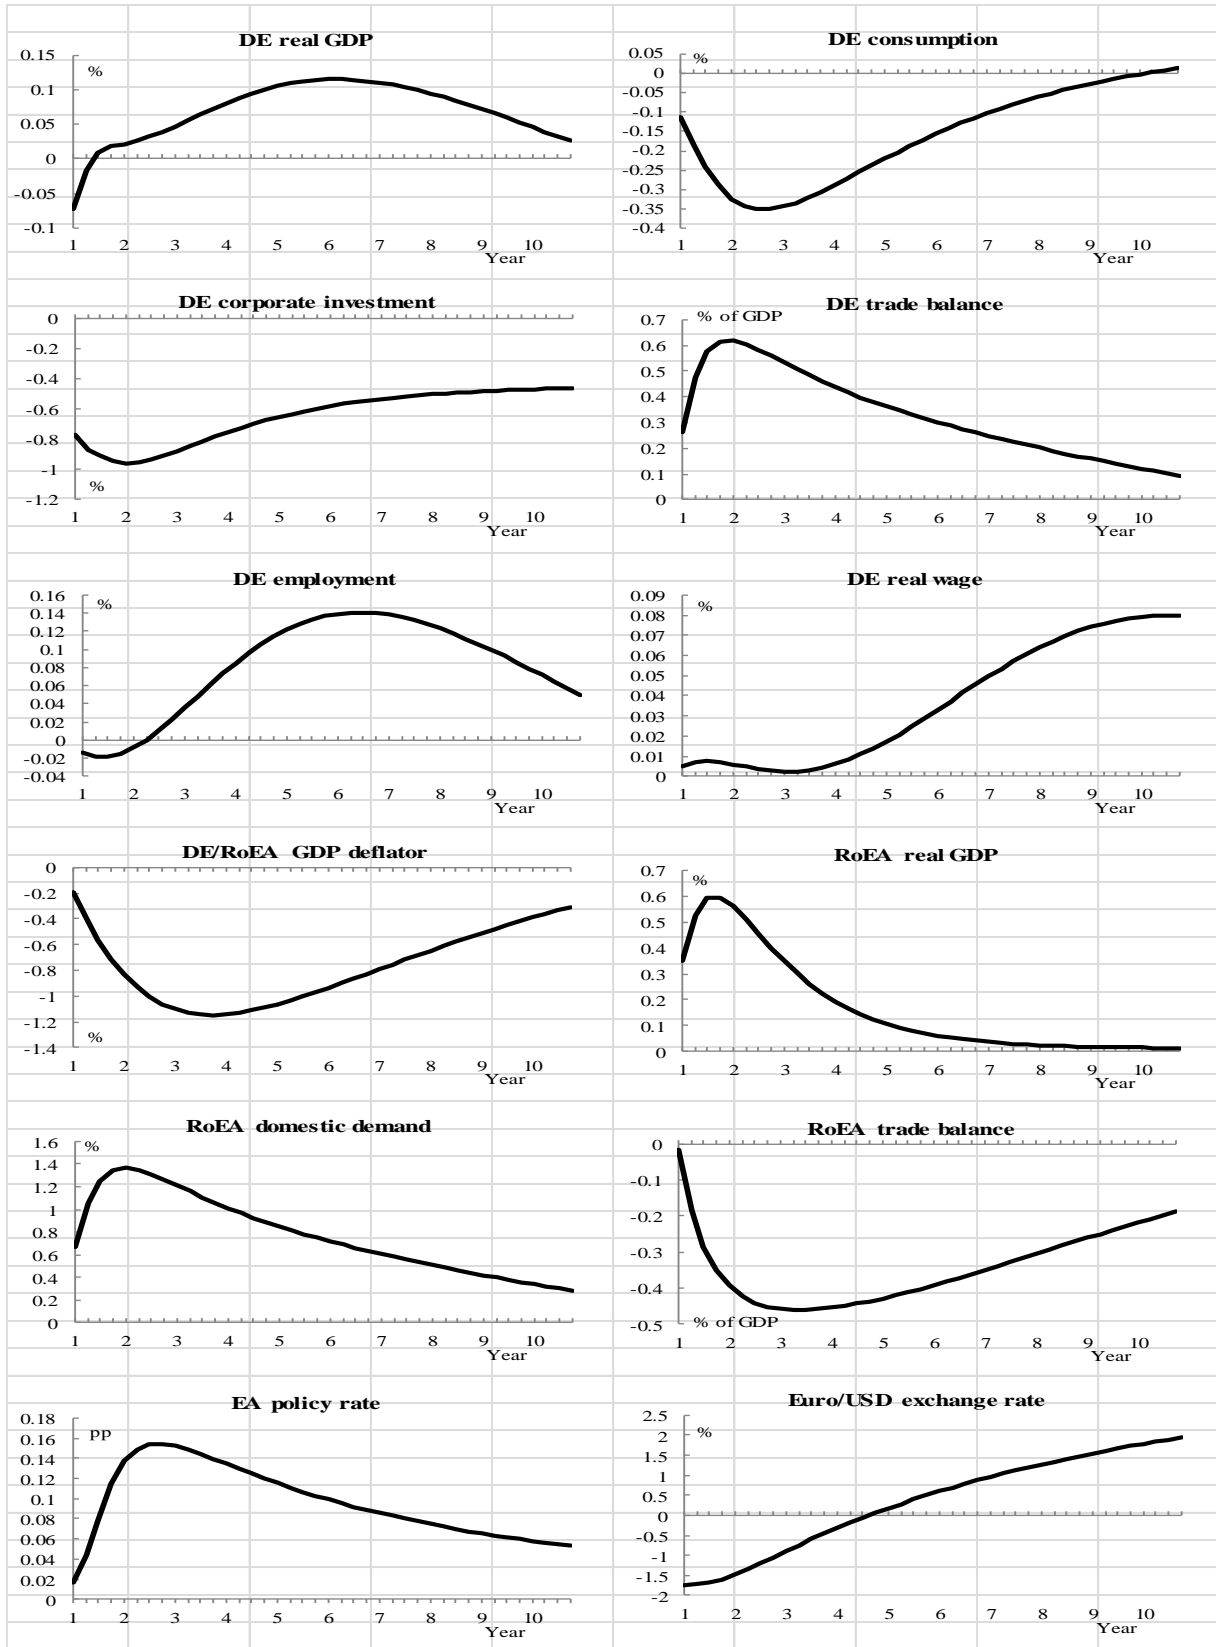 DE real GDP
%
0.15
0.1
0.05
0
-0.05
-0.1
1 2 3 4 5 6 7 8 9 10
Year
DE consumption
%
0.05
0
-0.05
-0.1
-0.15
-0.2
-0.25
-0.3
-0.35
-0.4
1 2 3 4 5 6 7 8 9 10
Year
DE corporate investment
0
-0.2
-0.4
-0.6
-0.8
-1
-1.2
%
1 2 3 4 5 6 7 8 9 10
Year
DE trade balance
% of GDP
0.7
0.6
0.5
0.4
0.3
0.2
0.1
0
1 2 3 4 5 6 7 8 9 10
Year
DE employment
%
0.16
0.14
0.12
0.1
0.08
0.06
0.04
0.02
0
-0.02
-0.04
1 2 3 4 5 6 7 8 9 10
Year
DE real wage
%
0.09
0.08
0.07
0.06
0.05
0.04
0.03
0.02
0.01
0
1 2 3 4 5 6 7 8 9 10
Year
DE/RoEA GDP deflator
0
-0.2
-0.4
-0.6
-0.8
-1
-1.2
-1.4
%
1 2 3 4 5 6 7 8 9 10
Year
RoEA real GDP
%
0.7
0.6
0.5
0.4
0.3
0.2
0.1
0
1 2 3 4 5 6 7 8 9 10
Year
RoEA domestic demand
%
1.6
1.4
1.2
1
0.8
0.6
0.4
0.2
0
1 2 3 4 5 6 7 8 9 10
Year
RoEA trade balance
0
-0.1
-0.2
-0.3
-0.4
-0.5
% of GDP
1 2 3 4 5 6 7 8 9 10
Year
EA policy rate
pp
0.18
0.16
0.14
0.12
0.1
0.08
0.06
0.04
0.02
0
1 2 3 4 5 6 7 8 9 10
Year
Euro/USD exchange rate
%
2.5
2
1.5
1
0.5
0
-0.5
-1
-1.5
-2
1 2 3 4 5 6 7 8 9 10
Year